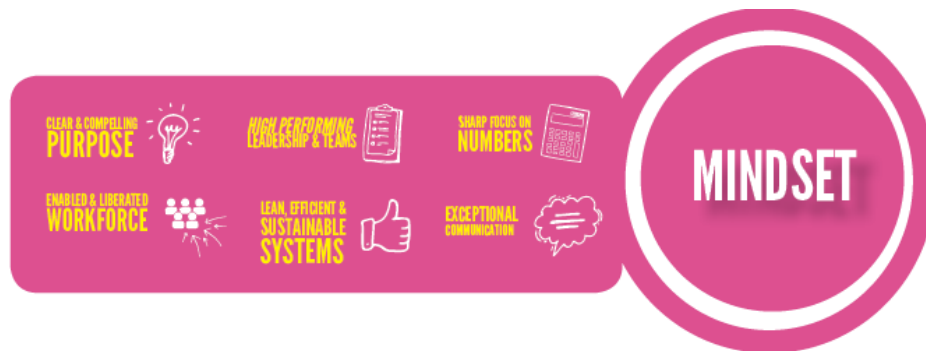 CLEAR & COMPELLING
PURPOSE
HIGH PERFORMING
LEADERSHIP & TEAMS
SHARP FOCUS ON
NUMBERS
ENABLED & LIBERATED
WORKFORCE
LEAN, EFFICIENT &
SUSTAINABLE
SYSTEMS
EXCEPTIONAL
COMMUNICATION
MINDSET